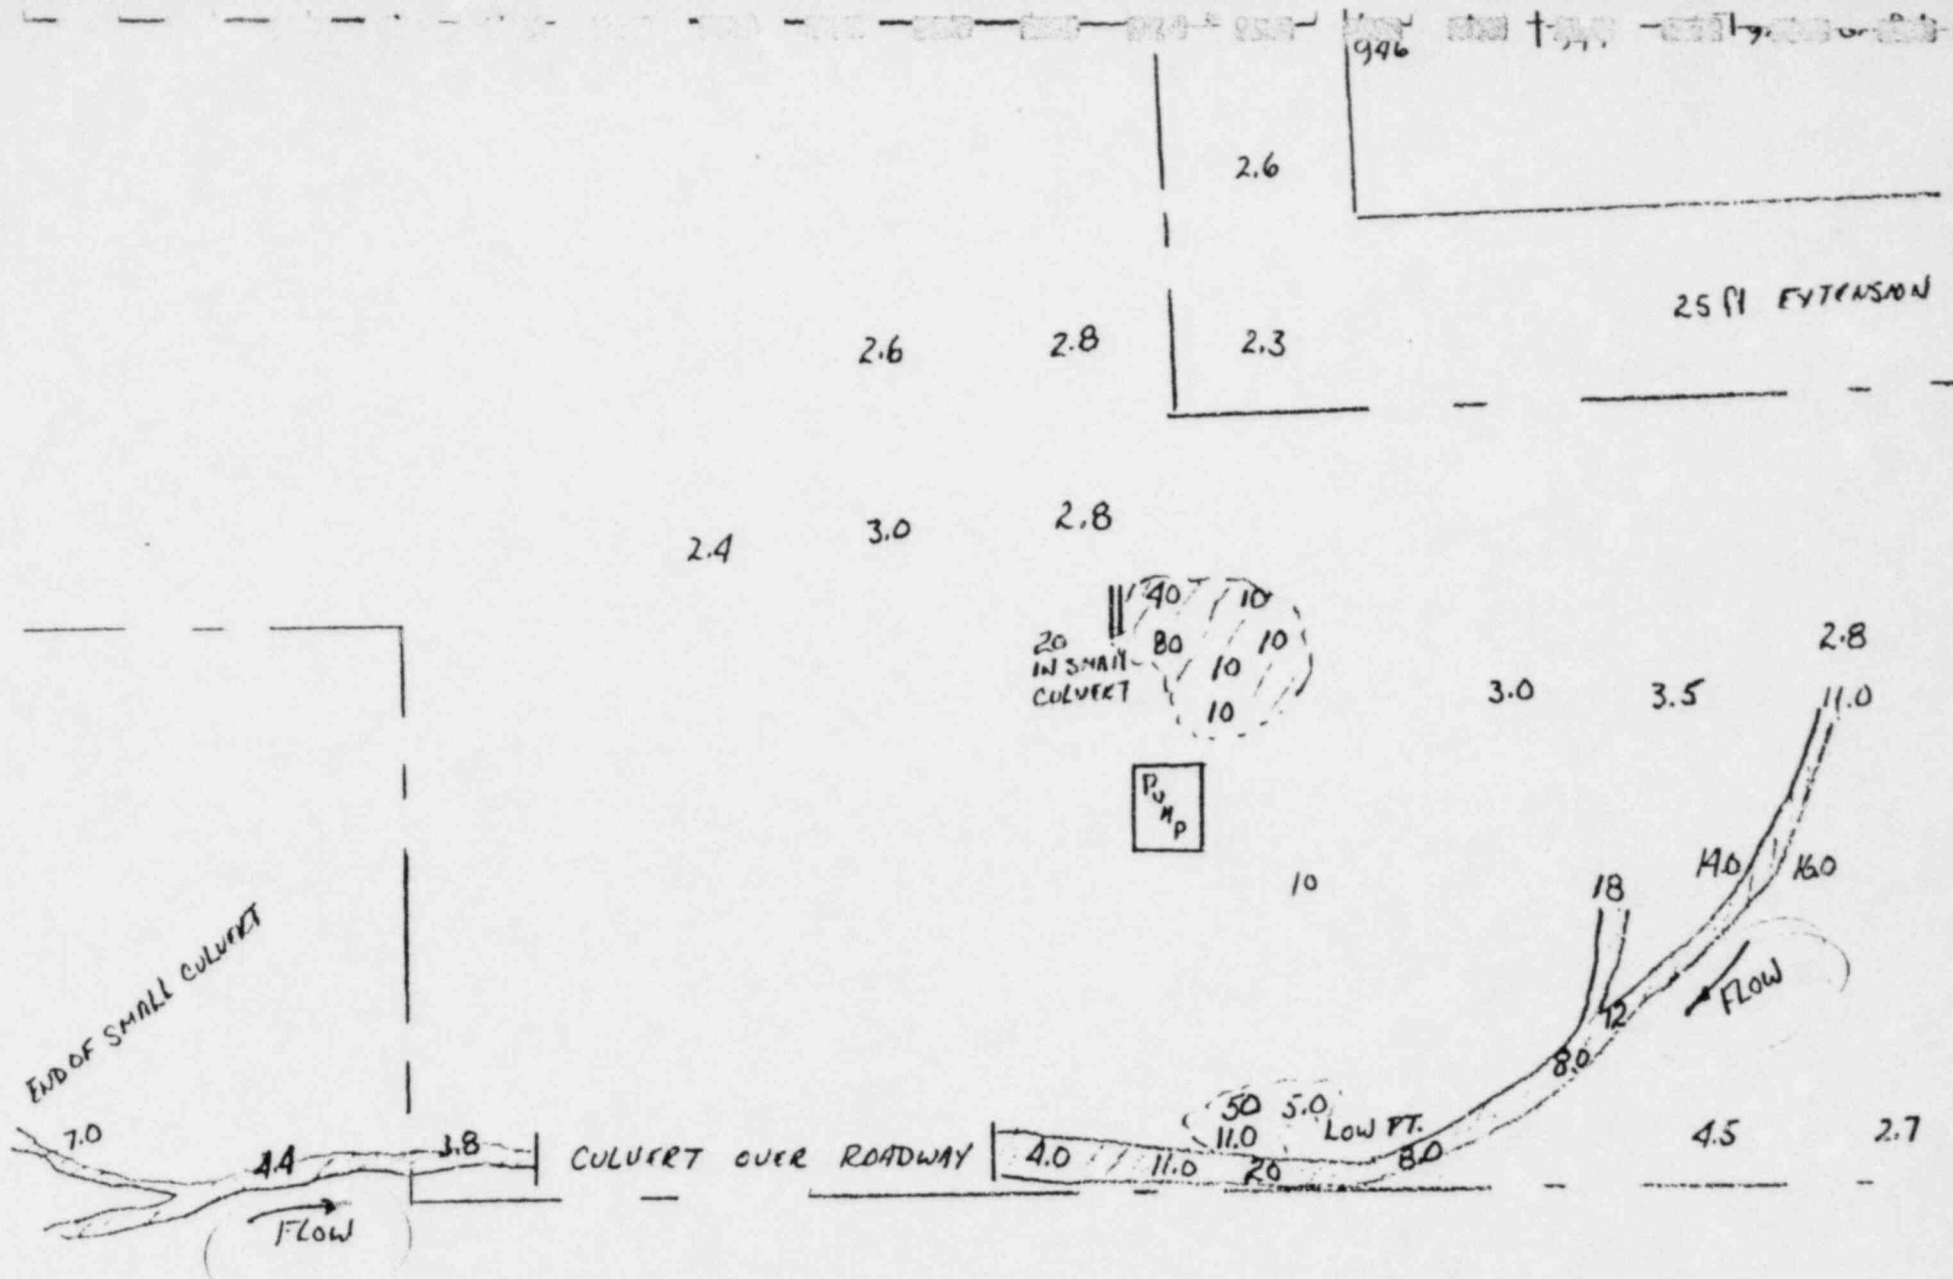 946
2.6
25 ft EXTENSION
2.6 2.8 2.3
2.4 3.0 2.8
40 10
20 80 10
IN SMALL 10
CULVERT 10
2.8
3.0 3.5 11.0
PUMP
10 18 14.0 16.0
END OF SMALL CULVERT
FLOW
12
8.0
50 5.0
11.0 LOW PT.
4.5 2.7
7.0
4.4 3.8 CULVERT OVER ROADWAY 4.0 11.0 20 8.0
FLOW